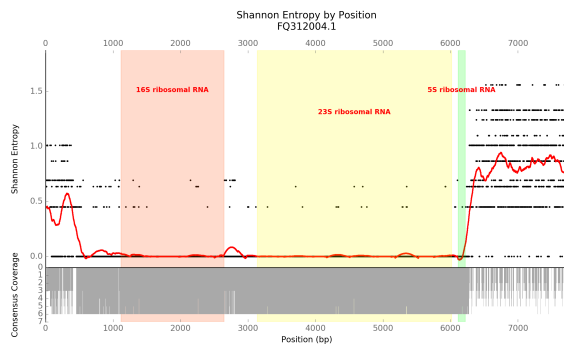 Shannon Entropy by Position
FQ312004.1
0 1000 2000 3000 4000 5000 6000 7000
16S ribosomal RNA
23S ribosomal RNA
5S ribosomal RNA
Shannon Entropy
1.5
1.0
0.5
0.0
Consensus Coverage
0
1
2
3
4
5
6
7
0 1000 2000 3000 4000 5000 6000 7000
Position (bp)